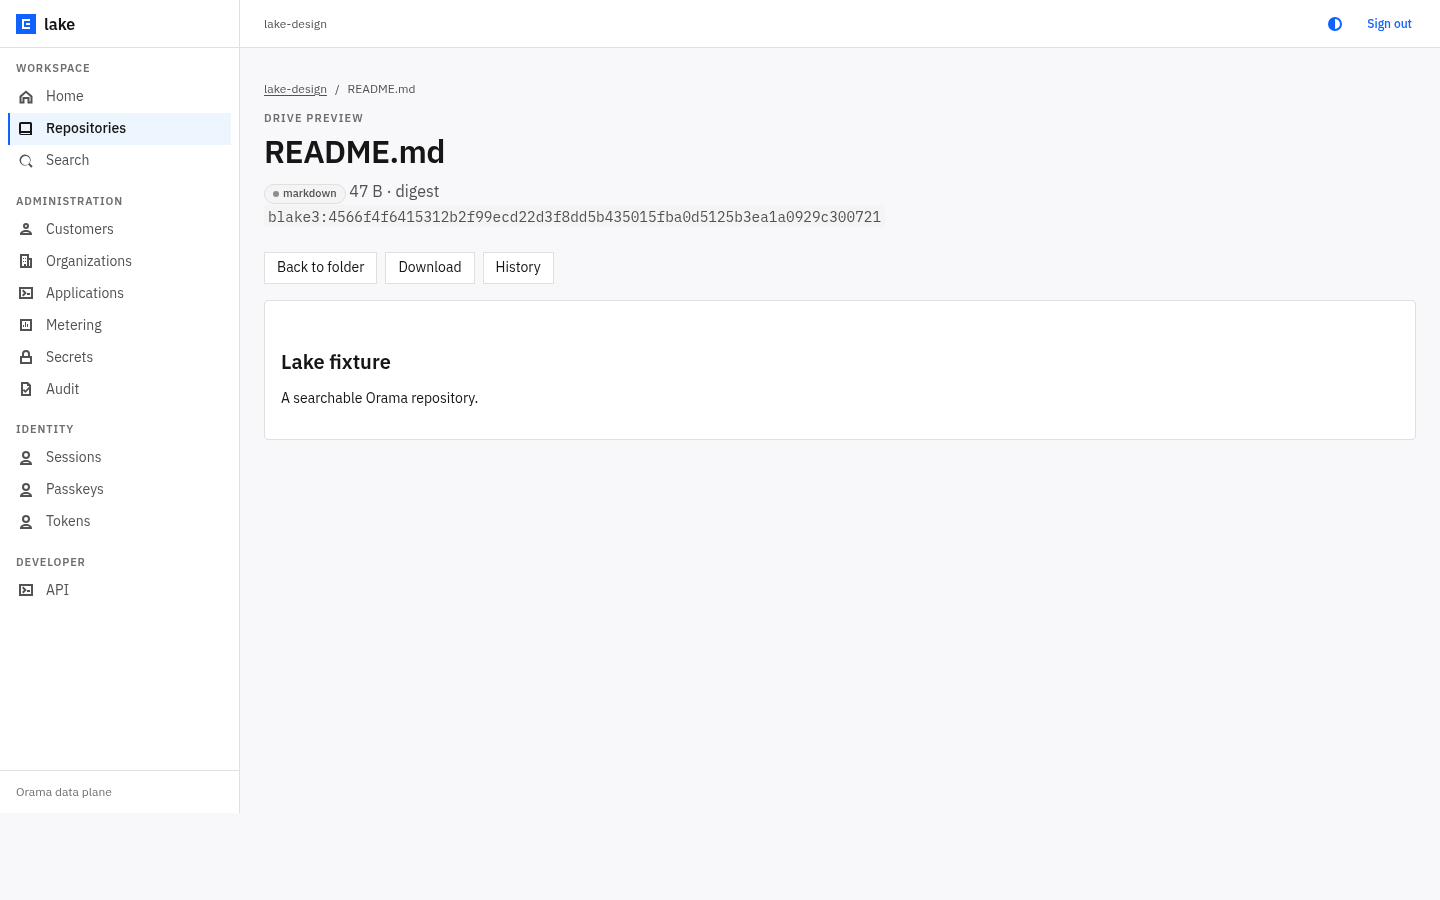 lake
WORKSPACE
Home
Repositories
Search
ADMINISTRATION
Customers
Organizations
Applications
Metering
Secrets
Audit
IDENTITY
Sessions
Passkeys
Tokens
DEVELOPER
API
Orama data plane
lake-design
Sign out
lake-design / README.md
DRIVE PREVIEW
README.md
markdown 47 B · digest
blake3:4566f4f6415312b2f99ecd22d3f8dd5b435015fba0d5125b3ea1a0929c300721
Back to folder Download History
Lake fixture
A searchable Orama repository.